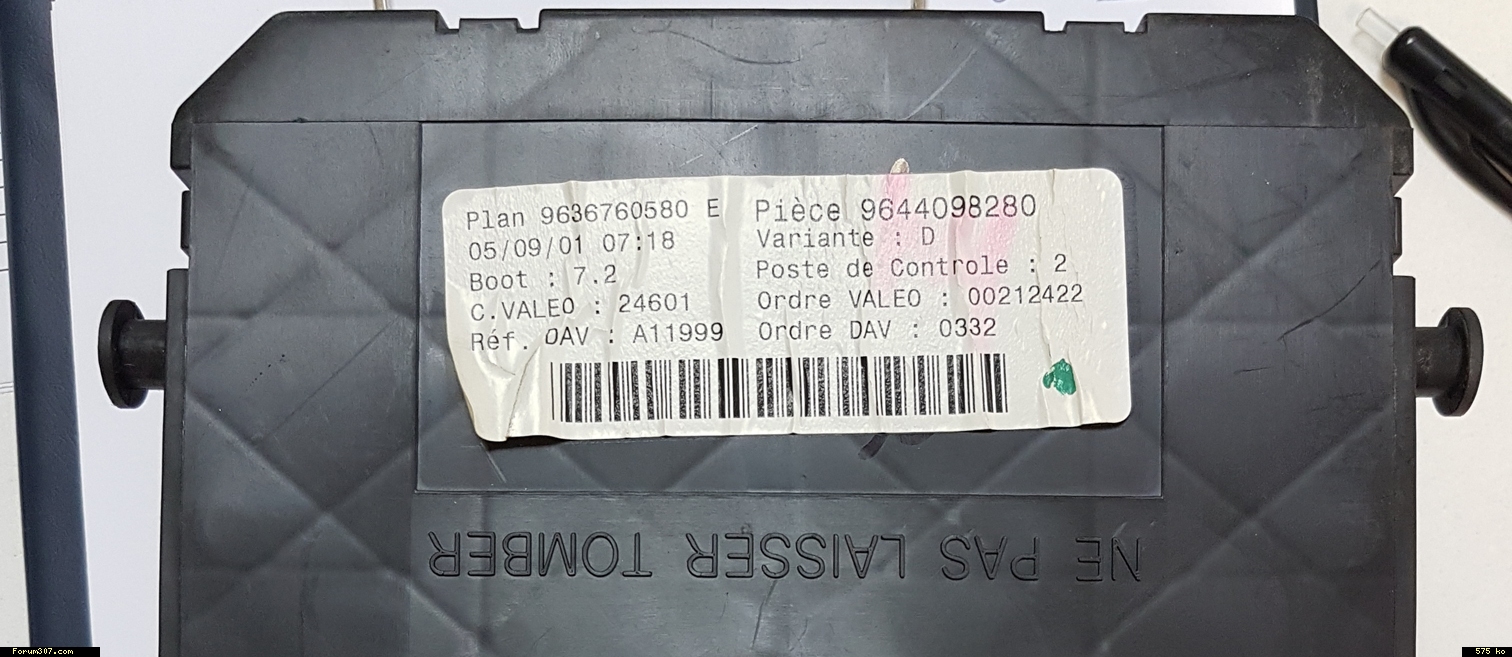 Plan 9636760580 E Pièce 9644098280
05/09/01 07:18 Variante : D
Boot : 7.2 Poste de Controle : 2
C.VALEO : 24601 Ordre VALEO : 00212422
Réf. DAV : A11999 Ordre DAV : 0332
NE PAS LAISSER TOMBER
Forum307.com
575 ko